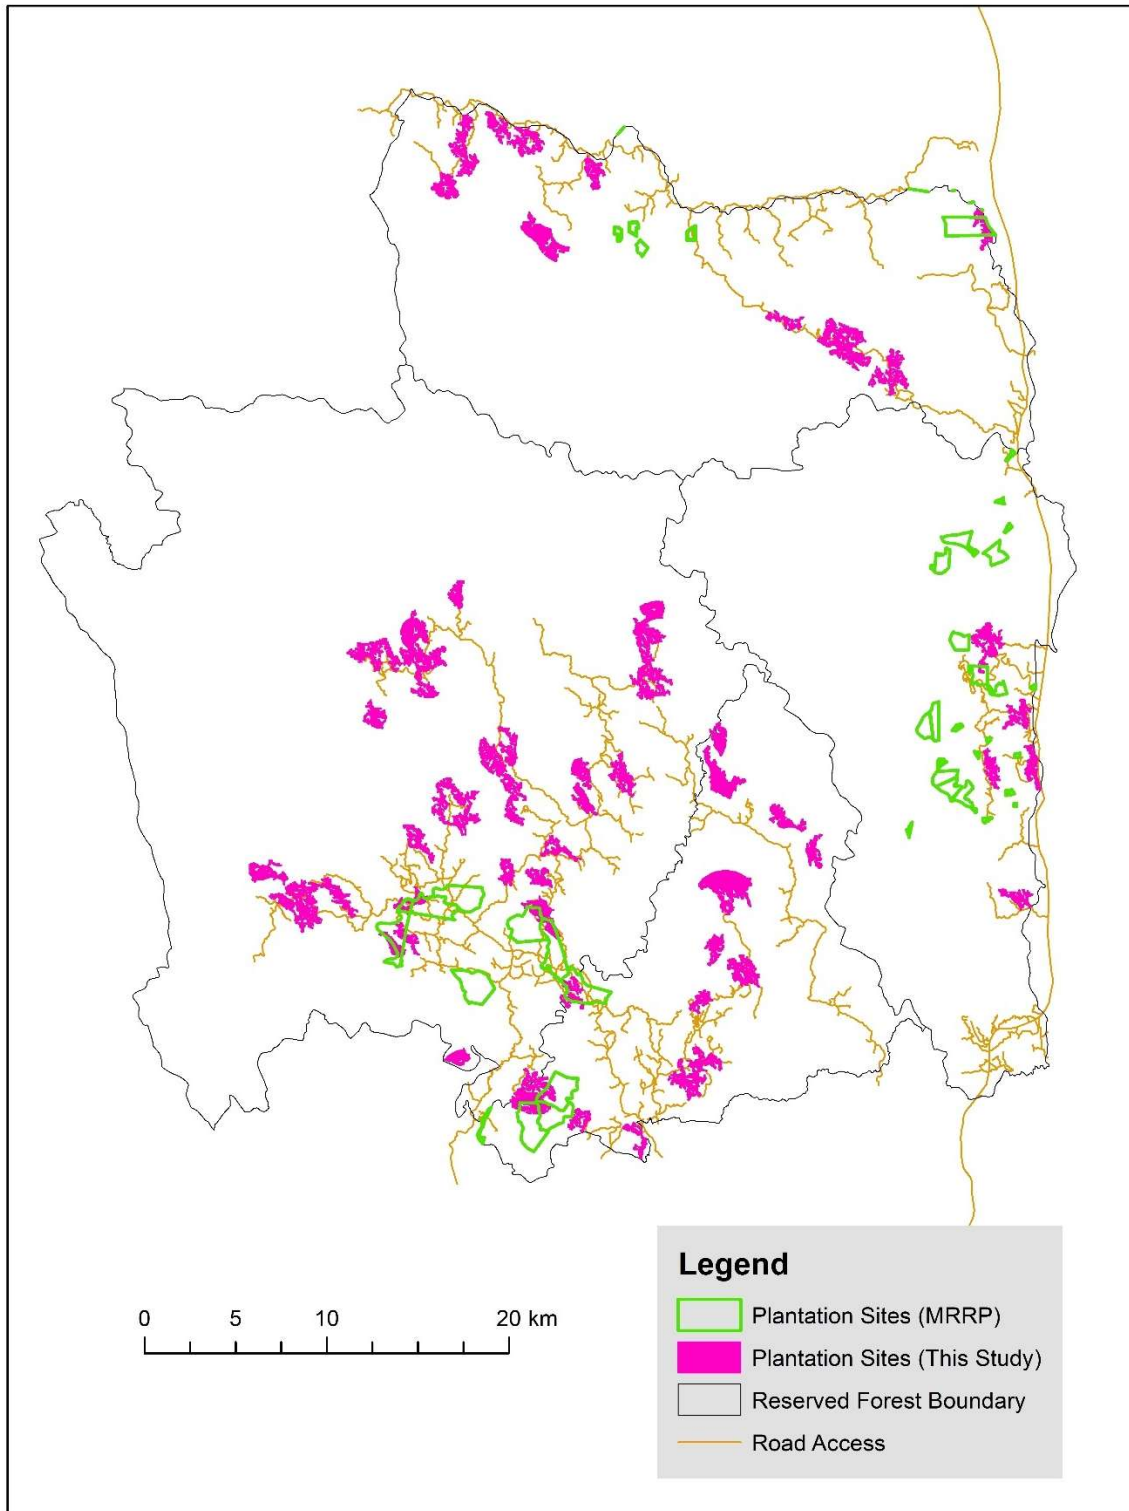 Legend
Plantation Sites (MRRP)
Plantation Sites (This Study)
Reserved Forest Boundary
Road Access
0 5 10 20 km